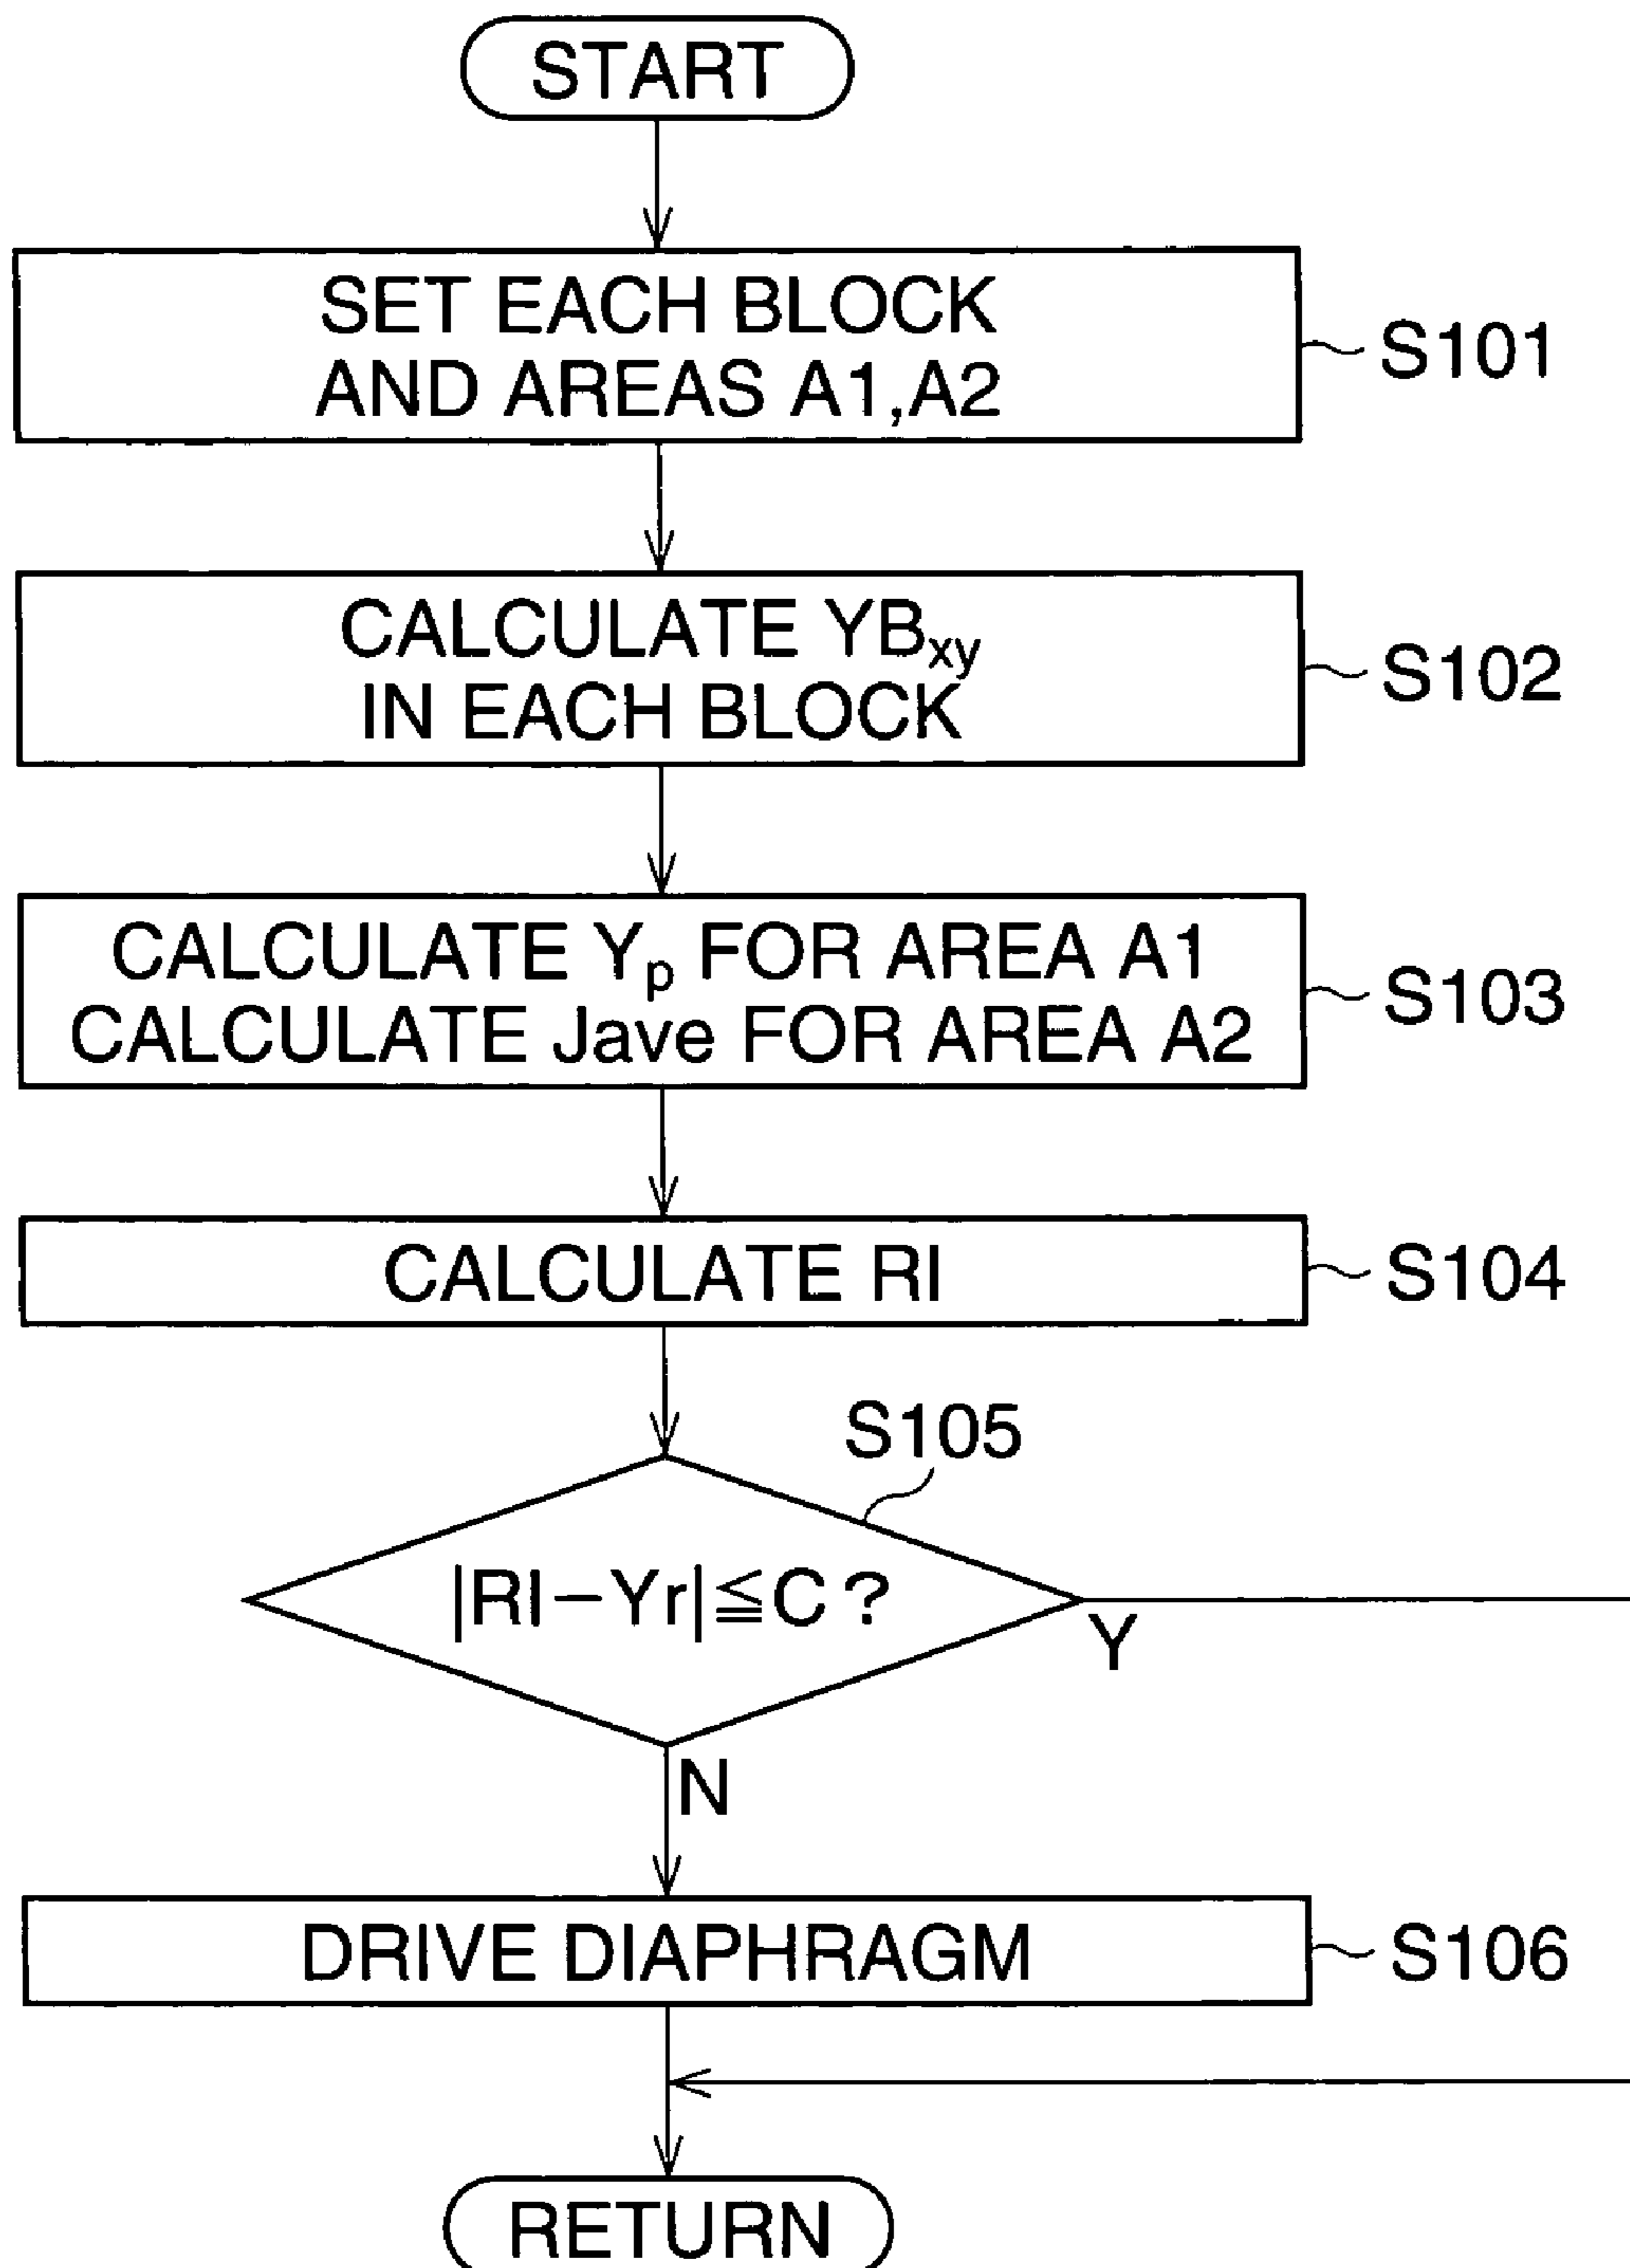 START
SET EACH BLOCK
AND AREAS A1,A2
S101
CALCULATE YBxy
IN EACH BLOCK
S102
CALCULATE Yp FOR AREA A1
CALCULATE Jave FOR AREA A2
S103
CALCULATE RI
S104
S105
|RI−Yr|≦C ?
Y
N
DRIVE DIAPHRAGM
S106
RETURN